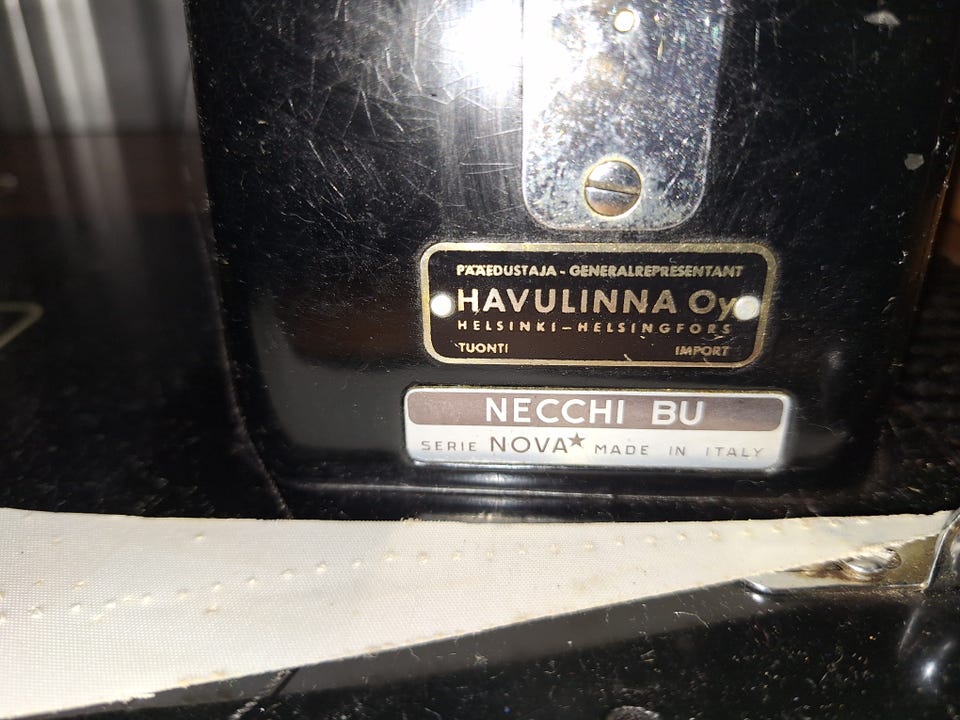 PÄÄEDUSTAJA - GENERALREPRESENTANT
HAVULINNA Oy
HELSINKI - HELSINGFORS
TUONTI IMPORT
NECCHI BU
SERIE NOVA★ MADE IN ITALY